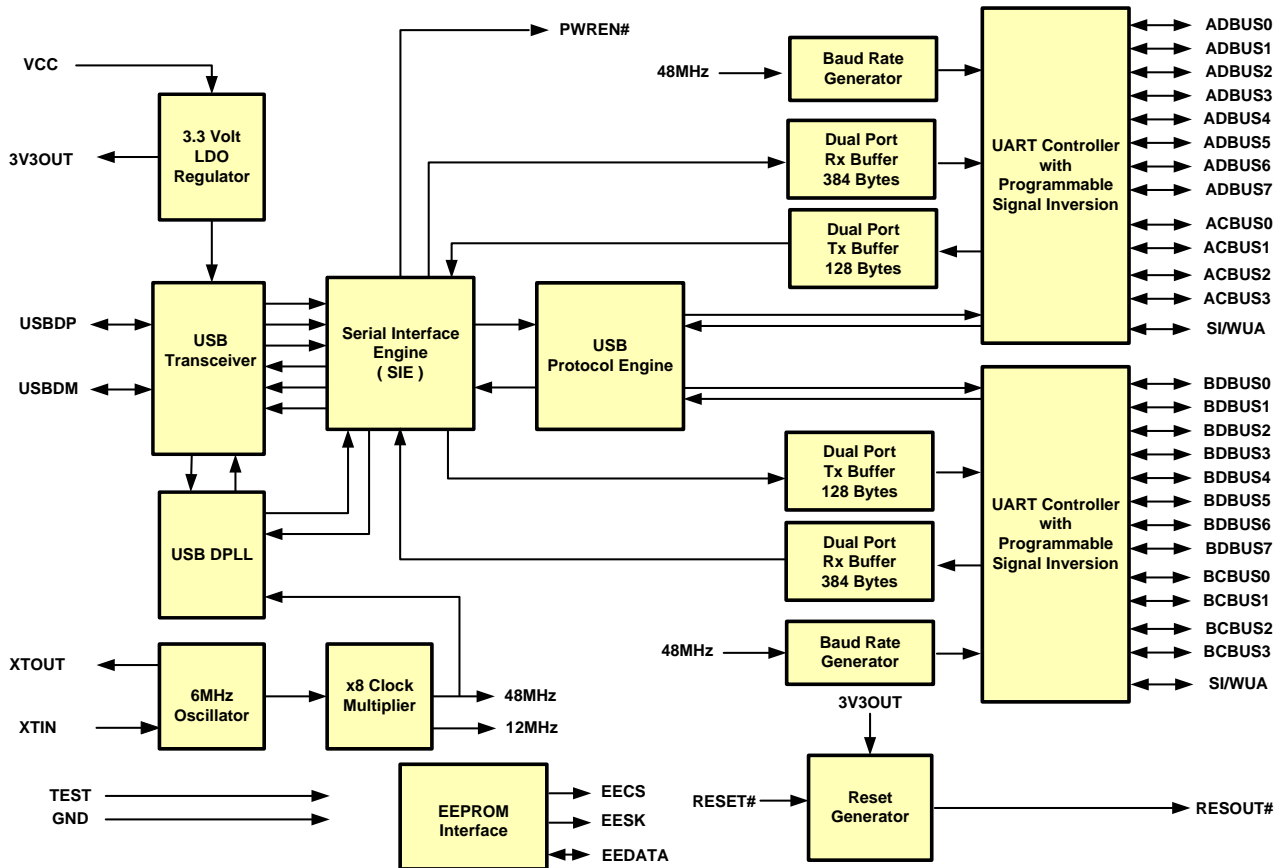 PWREN#
VCC
48MHz
Baud Rate
Generator
ADBUS0
ADBUS1
ADBUS2
ADBUS3
ADBUS4
ADBUS5
ADBUS6
ADBUS7
ACBUS0
ACBUS1
ACBUS2
ACBUS3
SI/WUA
3.3 Volt
LDO
Regulator
3V3OUT
Dual Port
Rx Buffer
384 Bytes
UART Controller
with
Programmable
Signal Inversion
Dual Port
Tx Buffer
128 Bytes
USBDP
USBDM
USB
Transceiver
Serial Interface
Engine
( SIE )
USB
Protocol Engine
BDBUS0
BDBUS1
BDBUS2
BDBUS3
BDBUS4
BDBUS5
BDBUS6
BDBUS7
BCBUS0
BCBUS1
BCBUS2
BCBUS3
SI/WUA
Dual Port
Tx Buffer
128 Bytes
UART Controller
with
Programmable
Signal Inversion
USB DPLL
Dual Port
Rx Buffer
384 Bytes
48MHz
Baud Rate
Generator
XTOUT
XTIN
6MHz
Oscillator
x8 Clock
Multiplier
48MHz
12MHz
3V3OUT
TEST
GND
EEPROM
Interface
EECS
EESK
EEDATA
RESET#
Reset
Generator
RESOUT#